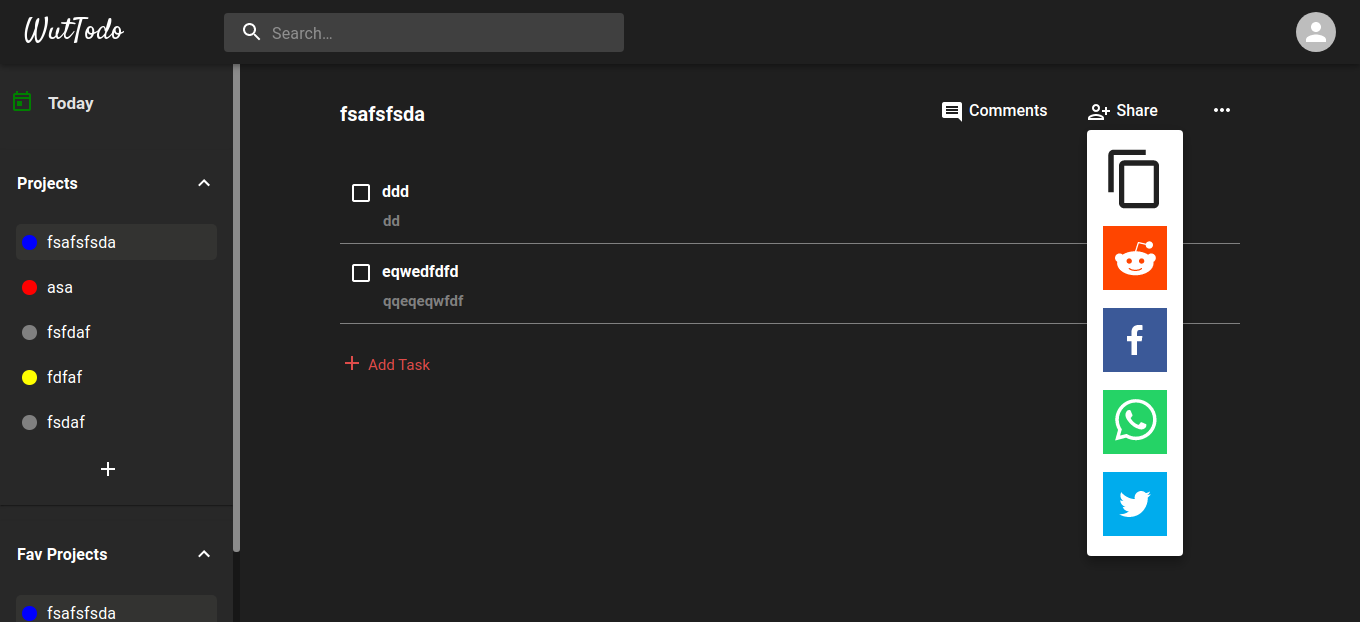 WutTodo
Search…
Today
Projects
fsafsfsda
asa
fsfdaf
fdfaf
fsdaf
Fav Projects
fsafsfsda
fsafsfsda
Comments
Share
ddd
dd
eqwedfdfd
qqeqeqwfdf
Add Task